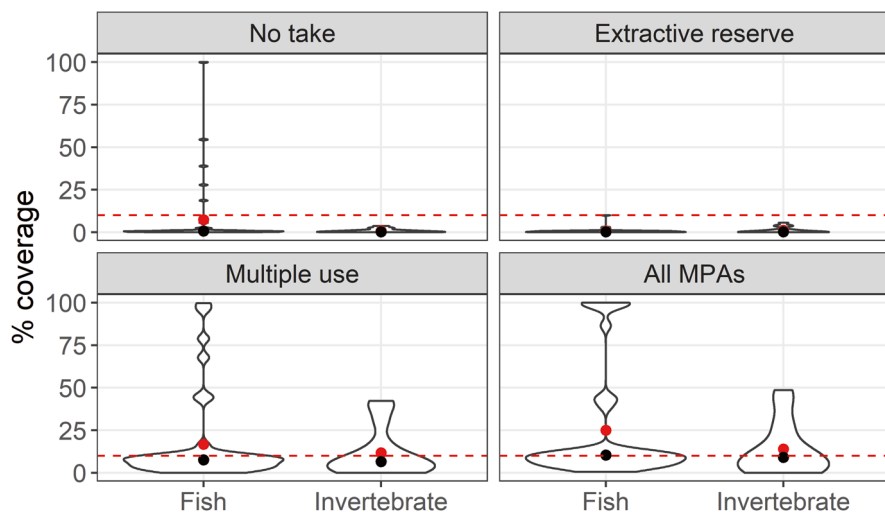 No take
Extractive reserve
100
75
50
25
0
% coverage
Multiple use
All MPAs
100
75
50
25
0
Fish
Invertebrate
Fish
Invertebrate